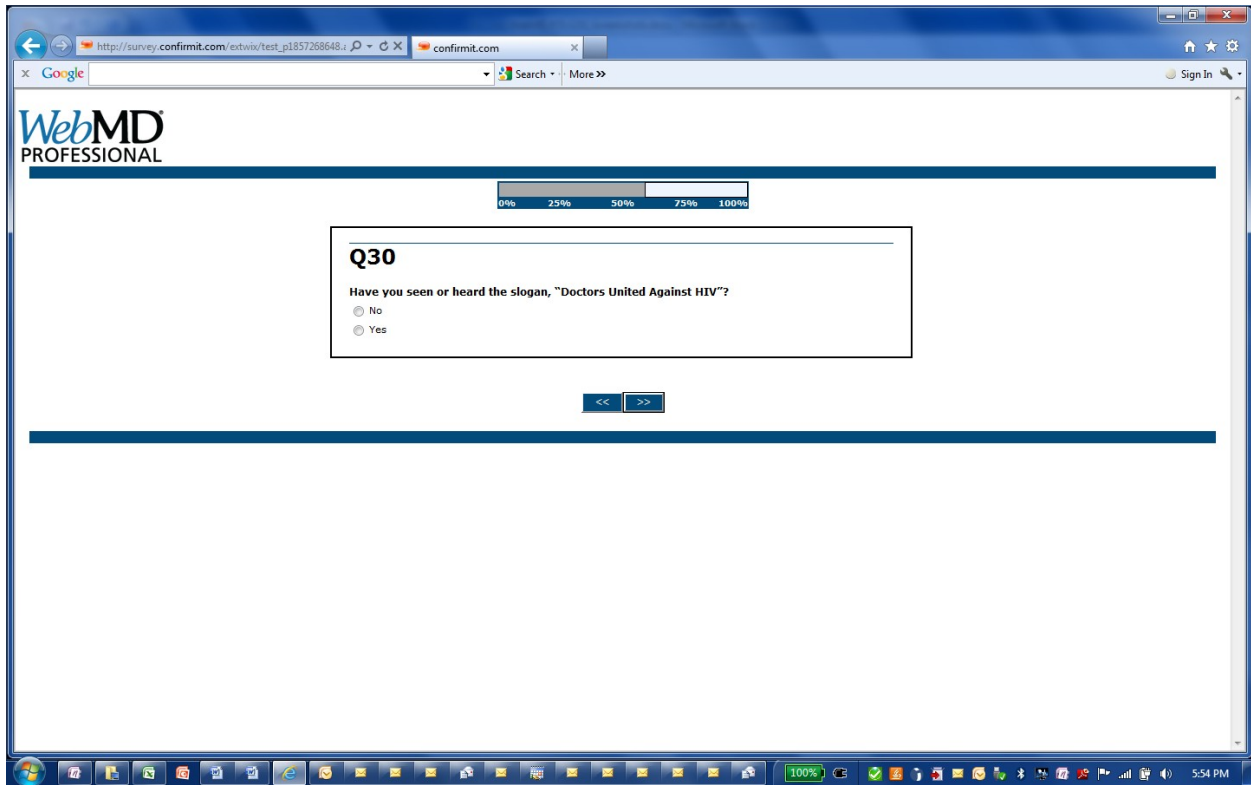 http://survey.confirmit.com/extwix/test_p1857268648.a
confirmit.com
x Google
Search
More >>
Sign In
WebMD
PROFESSIONAL
0% 25% 50% 75% 100%
Q30
Have you seen or heard the slogan, “Doctors United Against HIV”?
No
Yes
<< >>
100%
5:54 PM